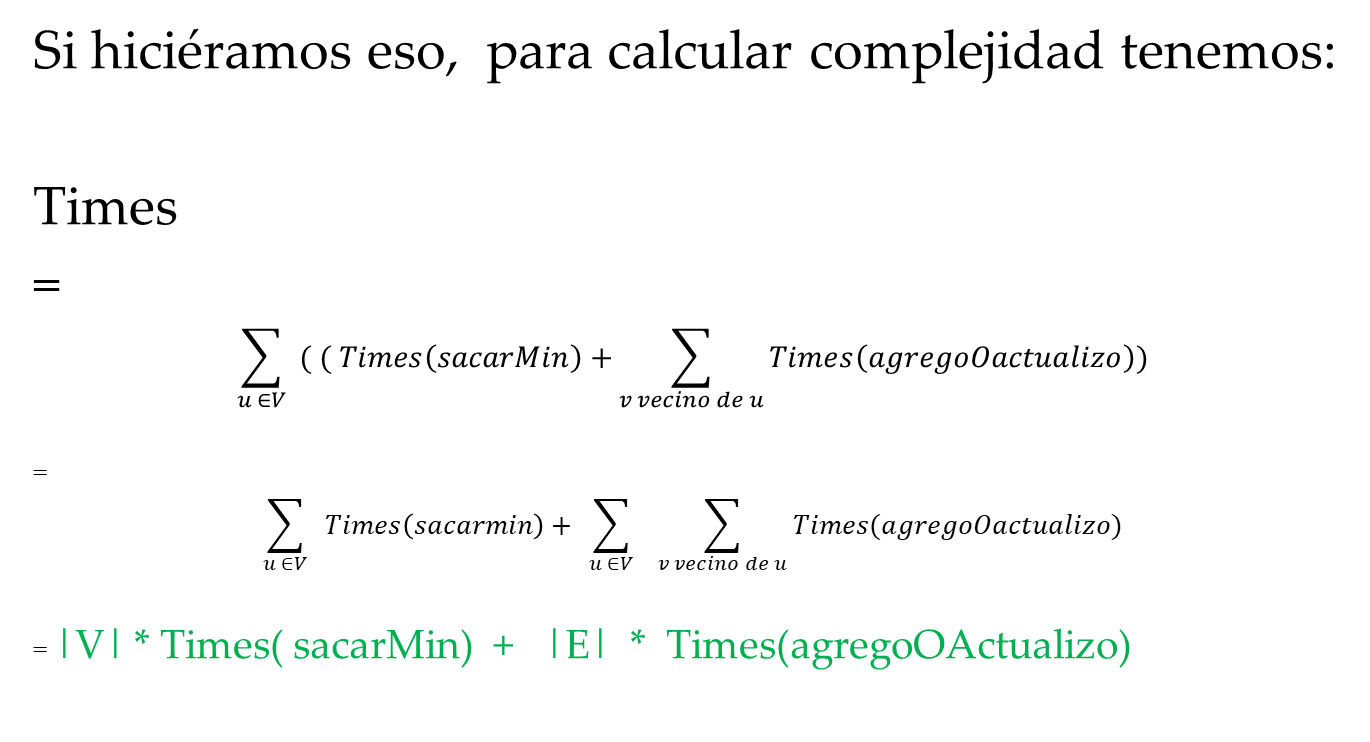 Si hiciéramos eso,  para calcular complejidad tenemos:
Times
=
∑ ( ( Times(sacarMin) + ∑ Times(agregoOactualizo))
u ∈V v vecino de u
=
∑ Times(sacarmin) + ∑ ∑ Times(agregoOactualizo)
u ∈V u ∈V v vecino de u
= |V| * Times( sacarMin)  +   |E|  *  Times(agregoOActualizo)